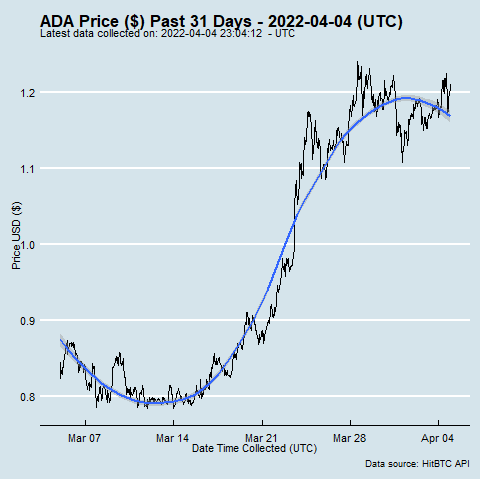 ADA Price ($) Past 31 Days - 2022-04-04 (UTC)
Latest data collected on: 2022-04-04 23:04:12 - UTC
Price USD ($)
1.2
1.1
1.0
0.9
0.8
Mar 07 Mar 14 Mar 21 Mar 28 Apr 04
Date Time Collected (UTC)
Data source: HitBTC API